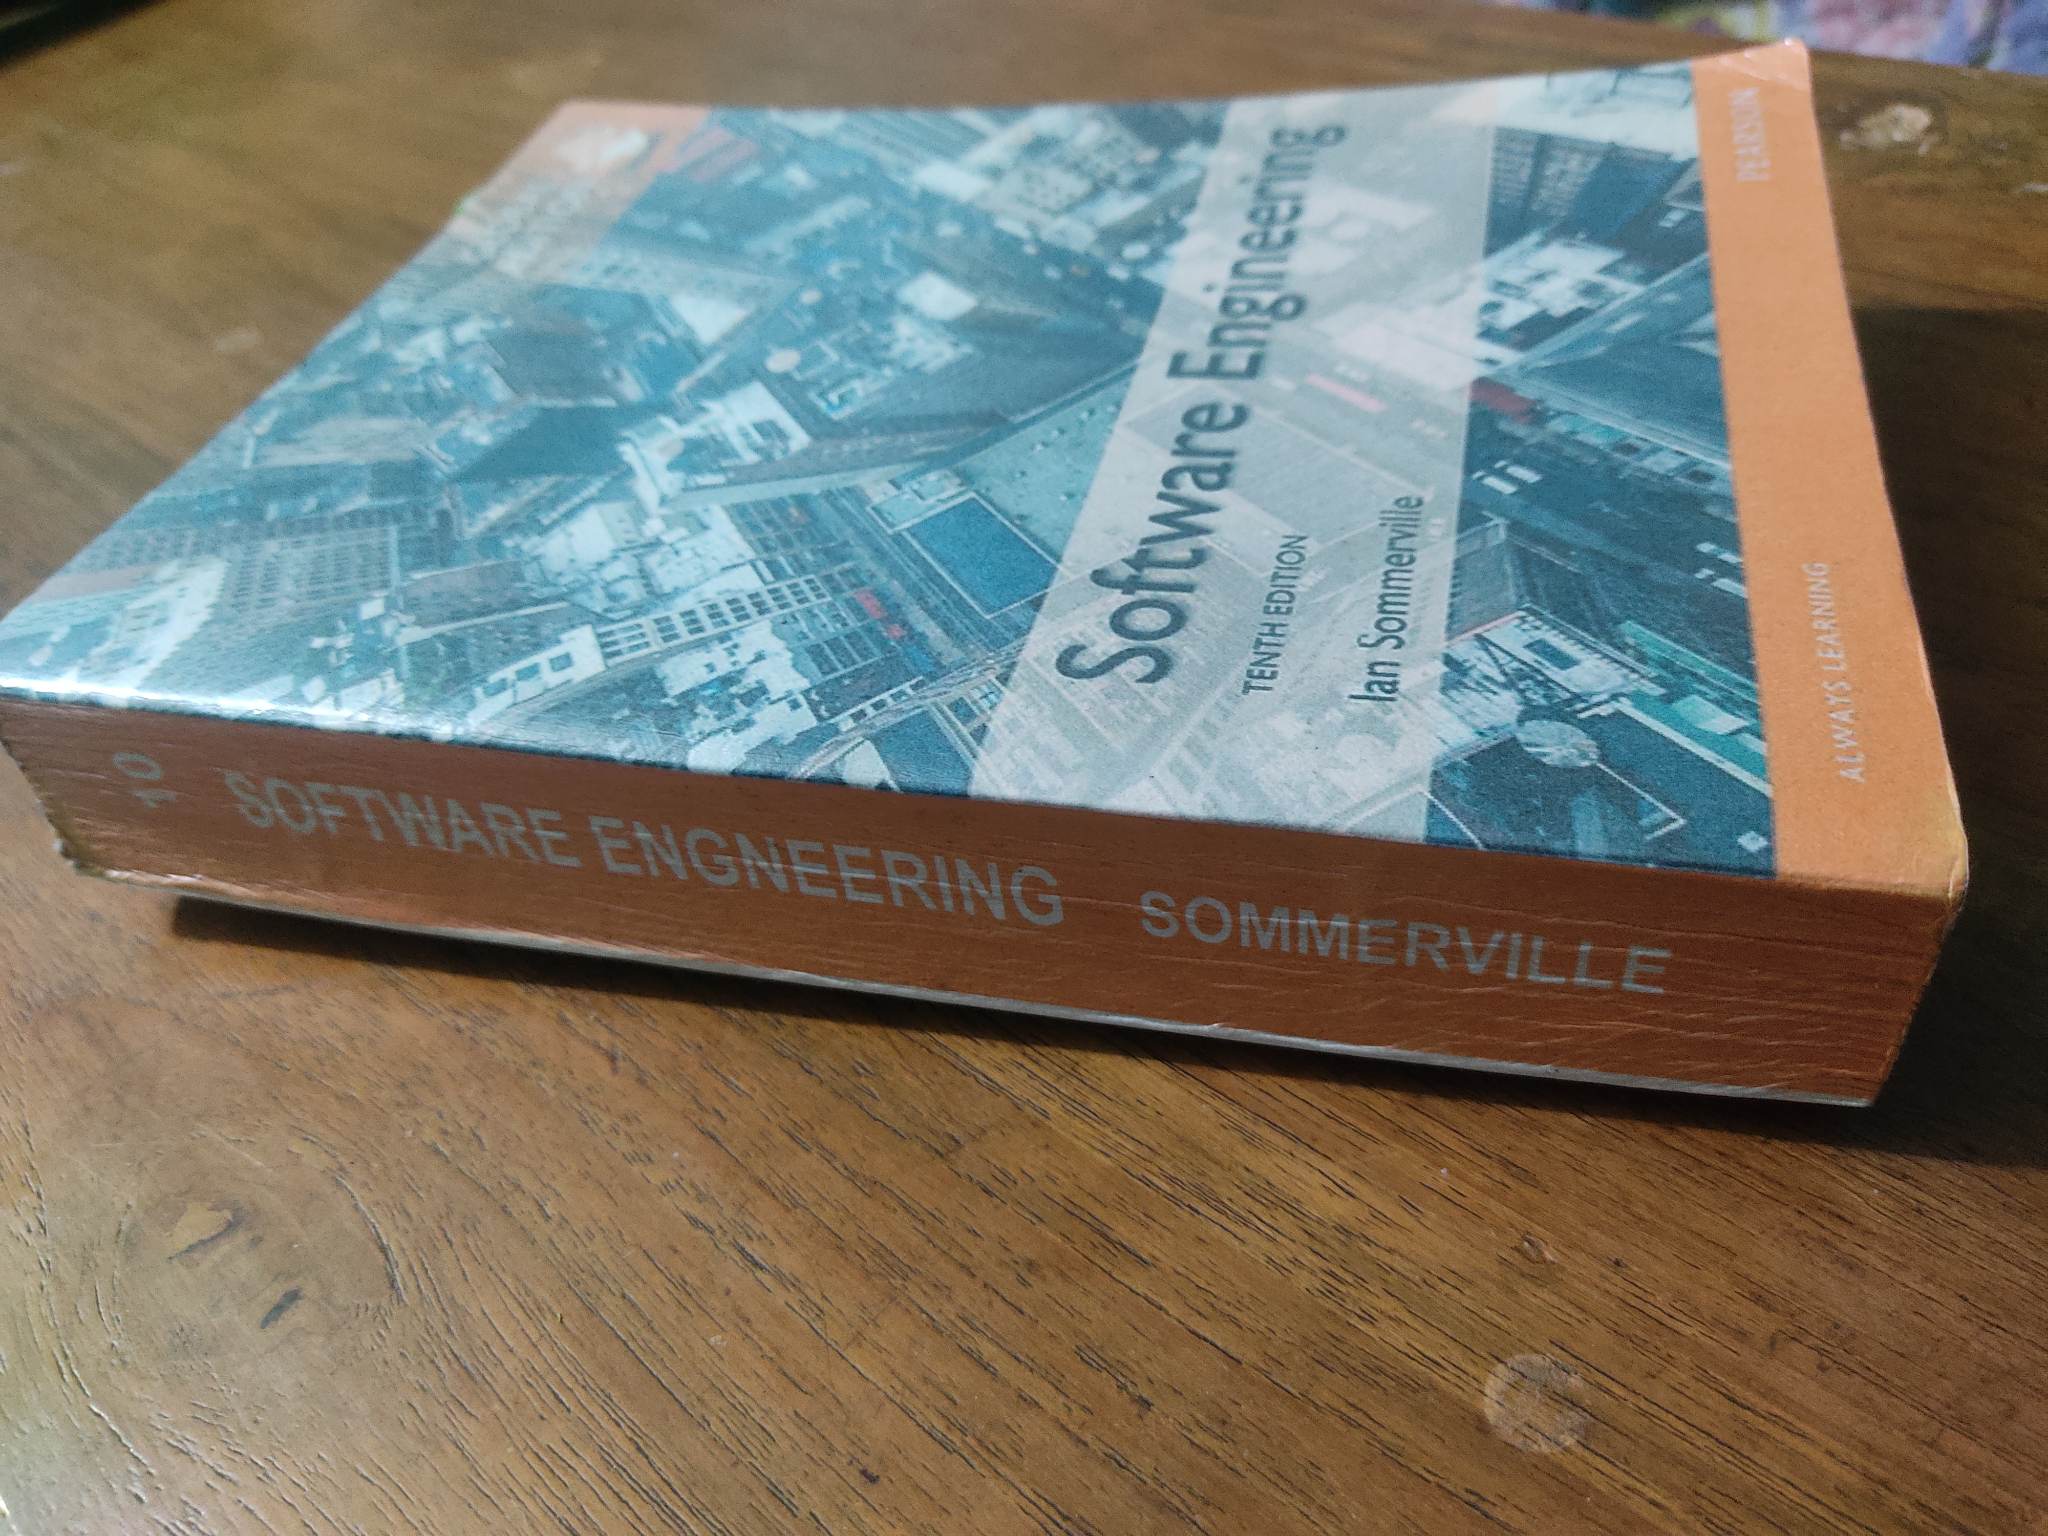 Software Engineering
TENTH EDITION
Ian Sommerville
PEARSON
ALWAYS LEARNING
10 SOFTWARE ENGNEERING SOMMERVILLE